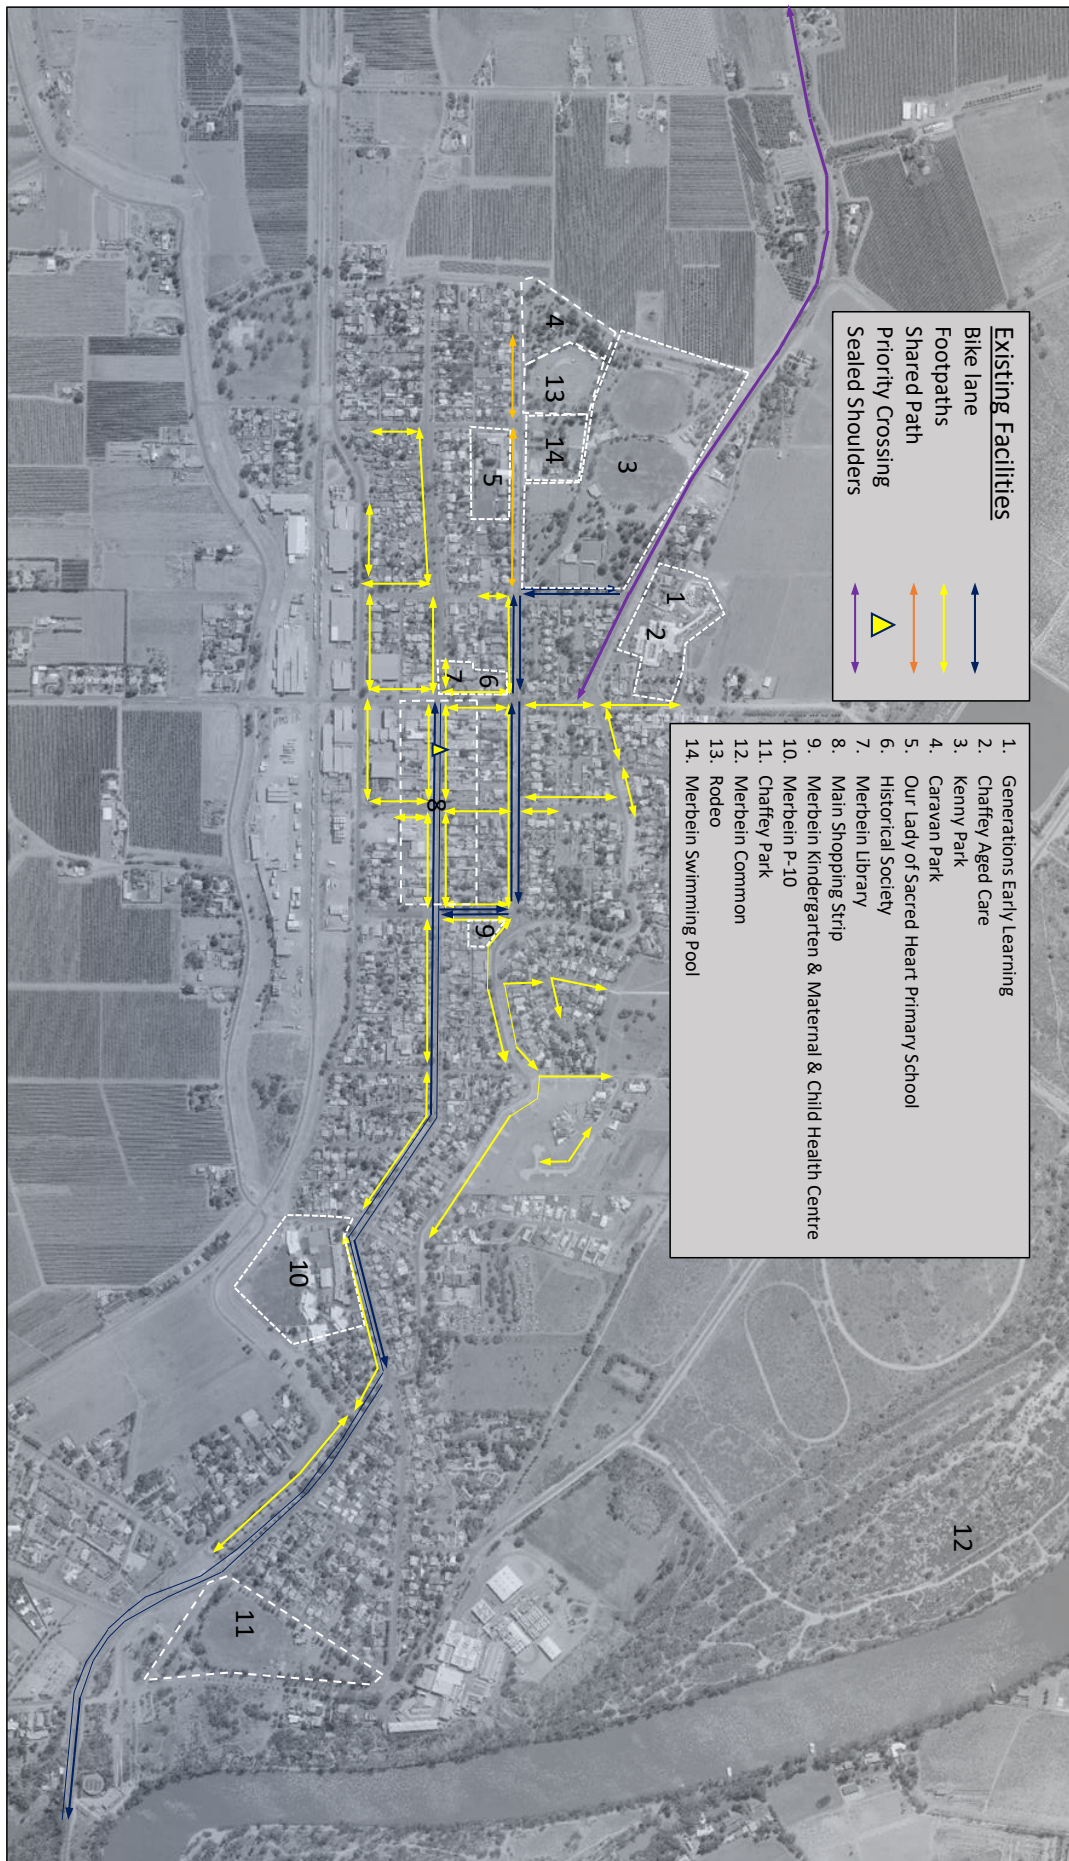 Existing Facilities
Bike lane
Footpaths
Shared Path
Priority Crossing
Sealed Shoulders
1. Generations Early Learning
2. Chaffey Aged Care
3. Kenny Park
4. Caravan Park
5. Our Lady of Sacred Heart Primary School
6. Historical Society
7. Merbein Library
8. Main Shopping Strip
9. Merbein Kindergarten & Maternal & Child Health Centre
10. Merbein P-10
11. Chaffey Park
12. Merbein Common
13. Rodeo
14. Merbein Swimming Pool
1
2
3
4
13
14
5
6
7
8
9
10
11
12